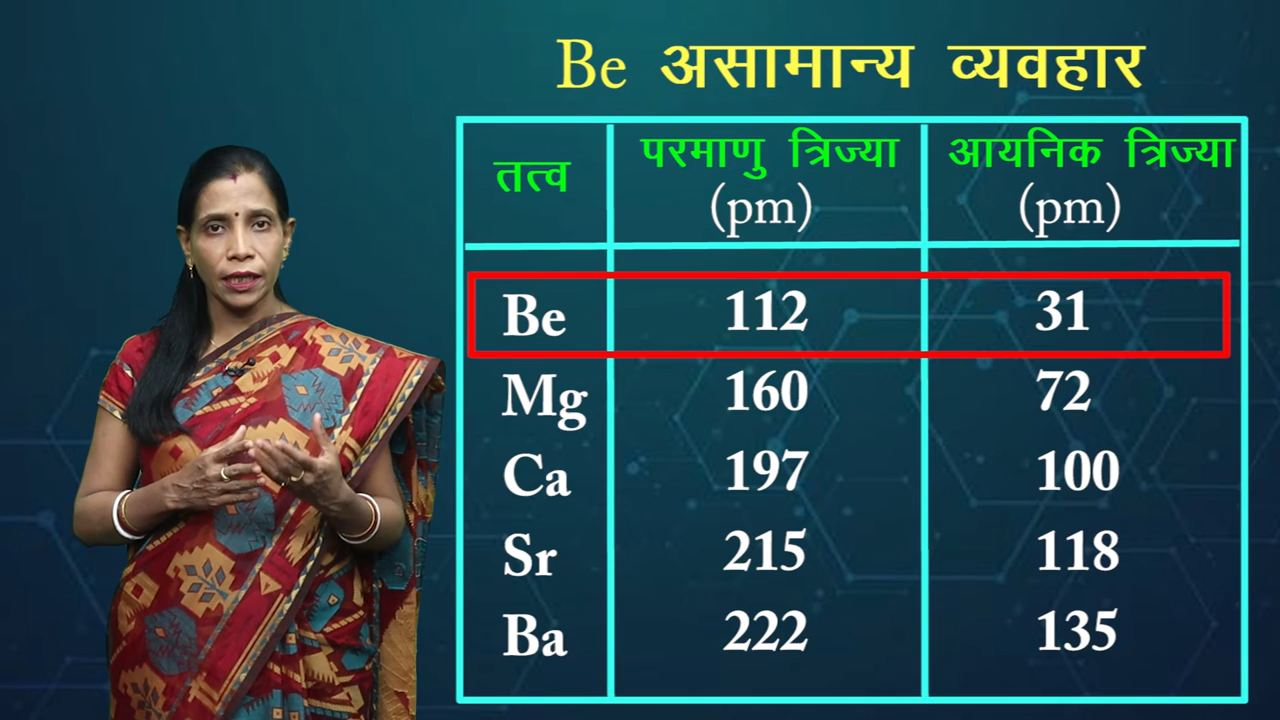 Be असामान्य व्यवहार
तत्व परमाणु त्रिज्या (pm) आयनिक त्रिज्या (pm)
Be 112 31
Mg 160 72
Ca 197 100
Sr 215 118
Ba 222 135